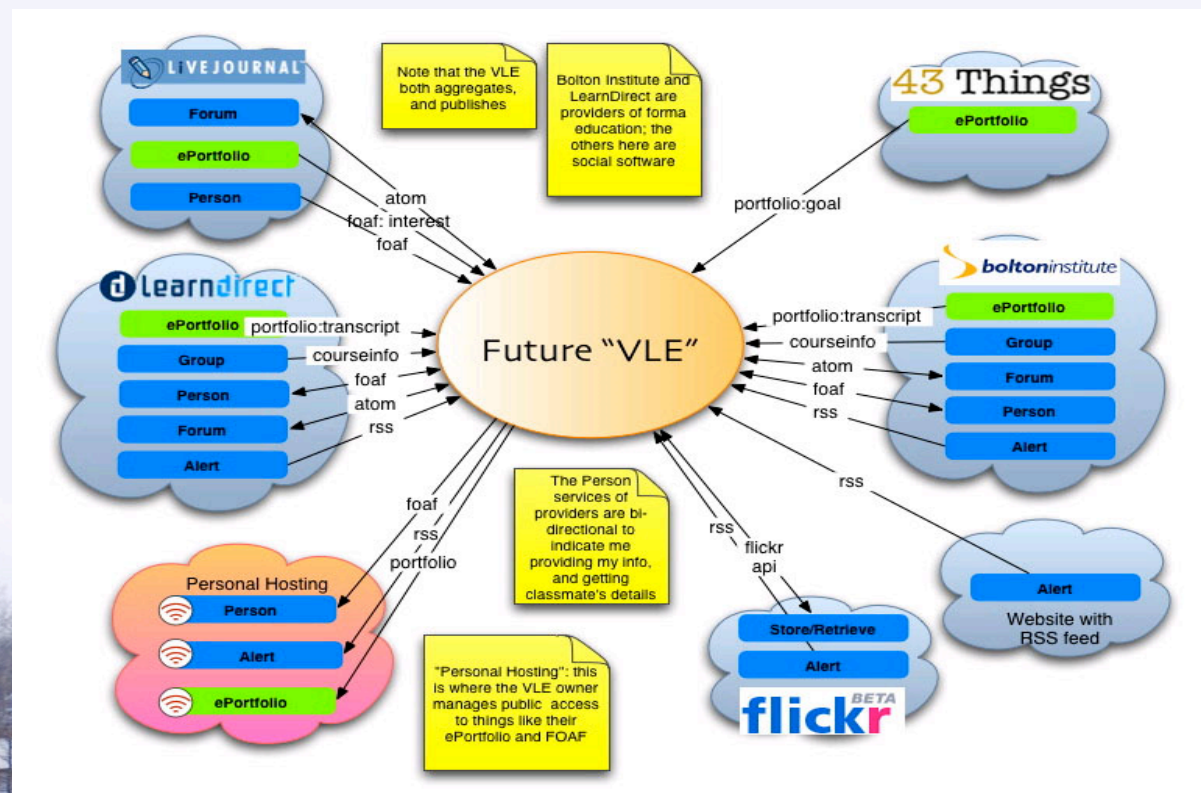 LiVEJOURNAL
Forum
ePortfolio
Person
atom
foaf: interest
foaf
Note that the VLE
both aggregates,
and publishes
Bolton Institute and
LearnDirect are
providers of forma
education; the
others here are
social software
43 Things
ePortfolio
portfolio:goal
learndirect
ePortfolio
Group
Person
Forum
Alert
portfolio:transcript
courseinfo
foaf
atom
rss
Future “VLE”
boltoninstitute
ePortfolio
Group
Forum
Person
Alert
portfolio:transcript
courseinfo
atom
foaf
rss
foaf
rss
portfolio
Personal Hosting
Person
Alert
ePortfolio
The Person
services of
providers are bi-
directional to
indicate me
providing my info,
and getting
classmate's details
"Personal Hosting": this
is where the VLE owner
manages public access
to things like their
ePortfolio and FOAF
rss
flickr
api
Store/Retrieve
Alert
flickr
BETA
rss
Alert
Website with
RSS feed